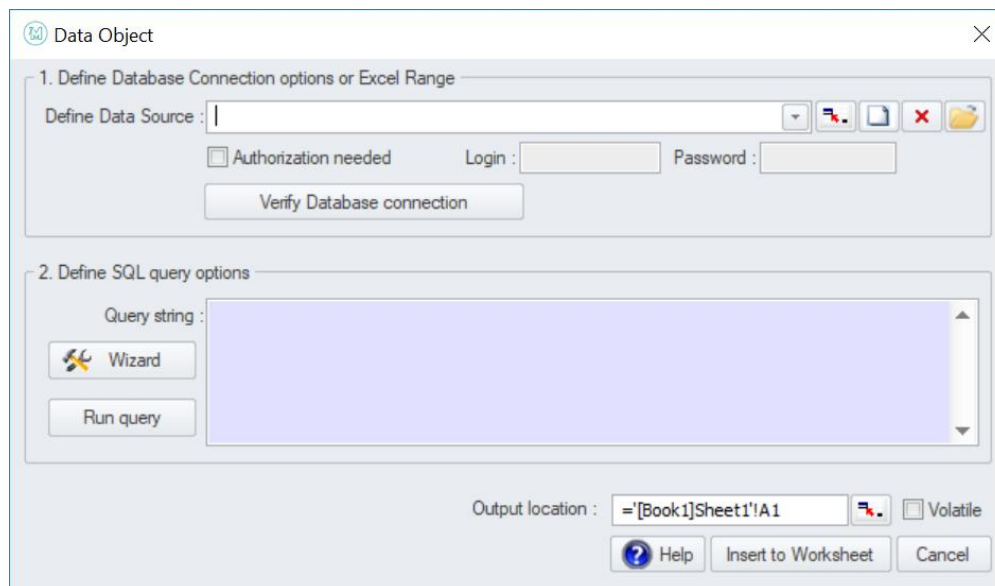 Data Object
1. Define Database Connection options or Excel Range
Define Data Source :
Authorization needed Login : Password :
Verify Database connection
2. Define SQL query options
Query string :
Wizard
Run query
Output location : ='[Book1]Sheet1'!A1 Volatile
Help Insert to Worksheet Cancel